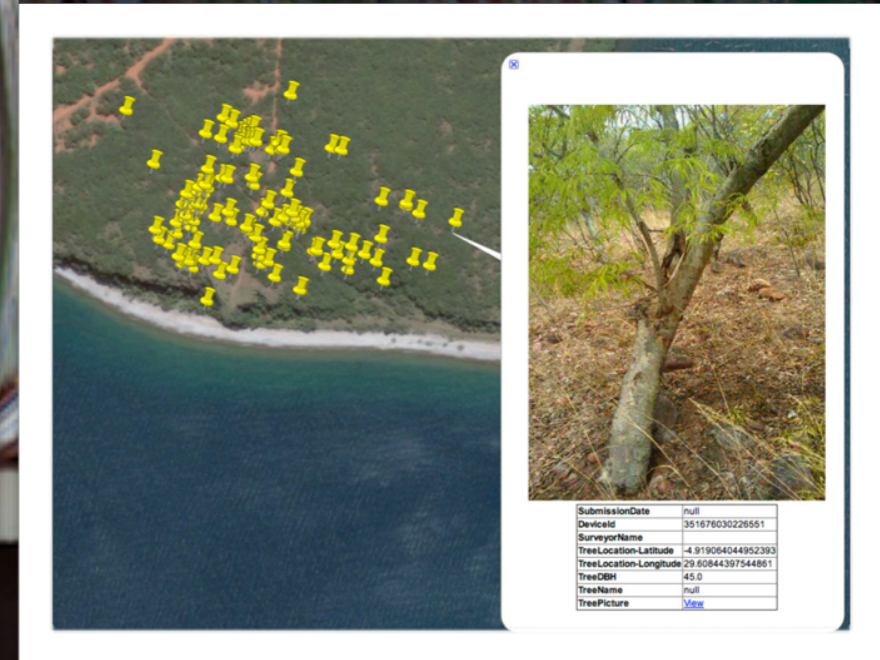 SubmissionDate null
DeviceId 351676030226551
SurveyorName
TreeLocation-Latitude -4.919064044952393
TreeLocation-Longitude 29.60844397544861
TreeDBH 45.0
TreeName null
TreePicture View